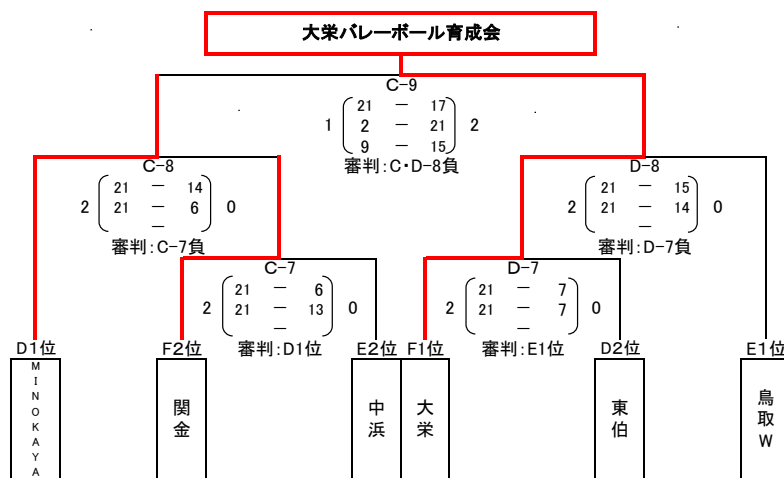 大栄バレーボール育成会
C-9
21 － 17
1 2 － 21 2
9 － 15
審判：C・D-8負
C-8
21 － 14
2 21 － 6 0
－
審判：C-7負
D-8
21 － 15
2 21 － 14 0
－
審判：D-7負
C-7
21 － 6
2 21 － 13 0
－
審判：D1位
D-7
21 － 7
2 21 － 7 0
－
審判：E1位
D1位
F2位
E2位
F1位
D2位
E1位
MINOKAYA
関金
中浜
大栄
東伯
鳥取W